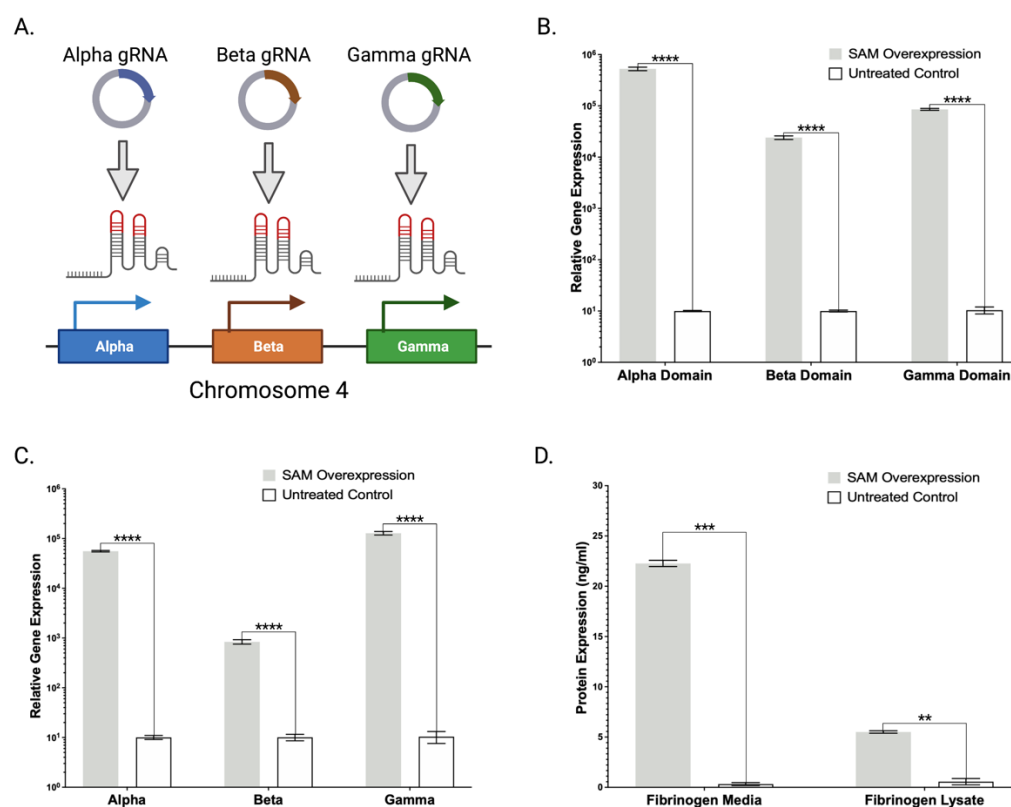 A.
Alpha gRNA
Beta gRNA
Gamma gRNA
Alpha
Beta
Gamma
Chromosome 4
B.
SAM Overexpression
Untreated Control
Relative Gene Expression
10⁶
10⁵
10⁴
10³
10²
10¹
10⁰
****
****
****
Alpha Domain
Beta Domain
Gamma Domain
C.
SAM Overexpression
Untreated Control
Relative Gene Expression
10⁶
10⁵
10⁴
10³
10²
10¹
10⁰
****
****
****
Alpha
Beta
Gamma
D.
SAM Overexpression
Untreated Control
Protein Expression (ng/ml)
30
25
20
15
10
5
0
***
**
Fibrinogen Media
Fibrinogen Lysate